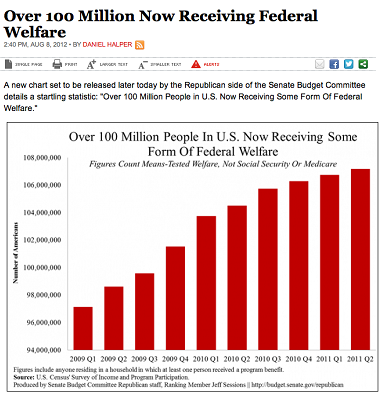 Over 100 Million Now Receiving Federal
Welfare
2:40 PM, AUG 8, 2012 • BY DANIEL HALPER
SINGLE PAGE PRINT LARGER TEXT SMALLER TEXT ALERTS
A new chart set to be released later today by the Republican side of the Senate Budget Committee
details a startling statistic: "Over 100 Million People in U.S. Now Receiving Some Form Of Federal
Welfare."
Over 100 Million People In U.S. Now Receiving Some
Form Of Federal Welfare
Figures Count Means-Tested Welfare, Not Social Security Or Medicare
108,000,000
106,000,000
104,000,000
102,000,000
100,000,000
98,000,000
96,000,000
94,000,000
Number of Americans
2009 Q1 2009 Q2 2009 Q3 2009 Q4 2010 Q1 2010 Q2 2010 Q3 2010 Q4 2011 Q1 2011 Q2
Figures include anyone residing in a household in which at least one person received a program benefit.
Source: U.S. Census' Survey of Income and Program Participation.
Produced by Senate Budget Committee Republican staff, Ranking Member Jeff Sessions || http://budget.senate.gov/republican